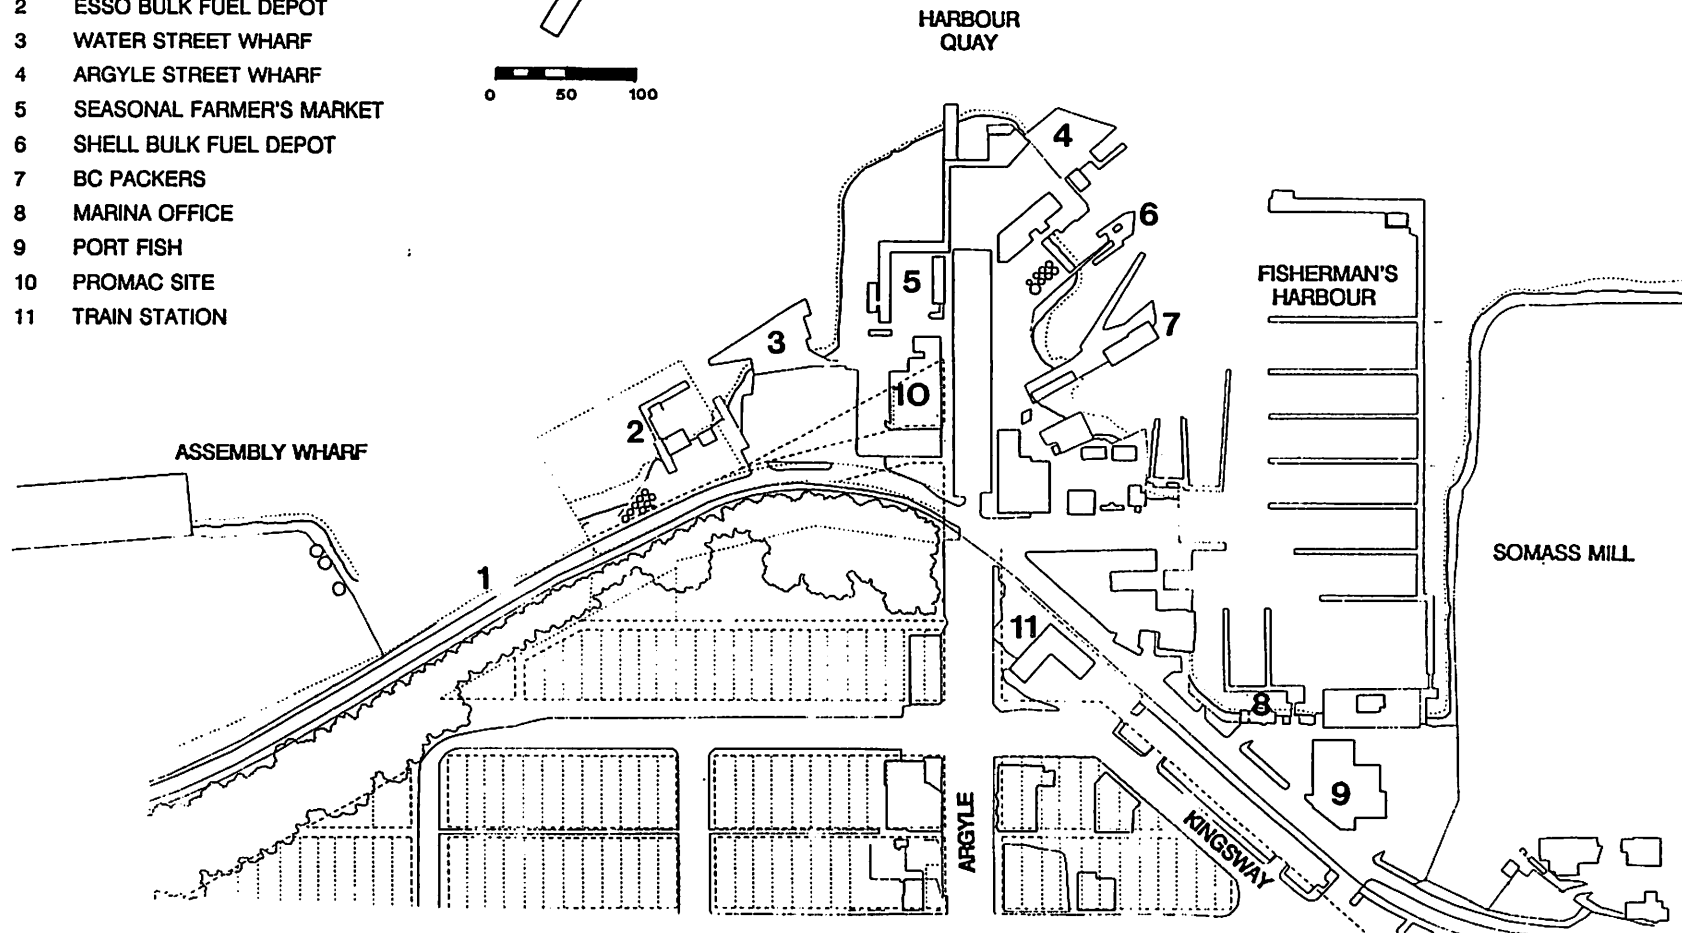 2 ESSO BULK FUEL DEPOT
3 WATER STREET WHARF
4 ARGYLE STREET WHARF
5 SEASONAL FARMER'S MARKET
6 SHELL BULK FUEL DEPOT
7 BC PACKERS
8 MARINA OFFICE
9 PORT FISH
10 PROMAC SITE
11 TRAIN STATION
0 50 100
HARBOUR
QUAY
4
6
5
FISHERMAN'S
HARBOUR
7
3
10
2
ASSEMBLY WHARF
SOMASS MILL
1
11
8
9
ARGYLE
KINGSWAY